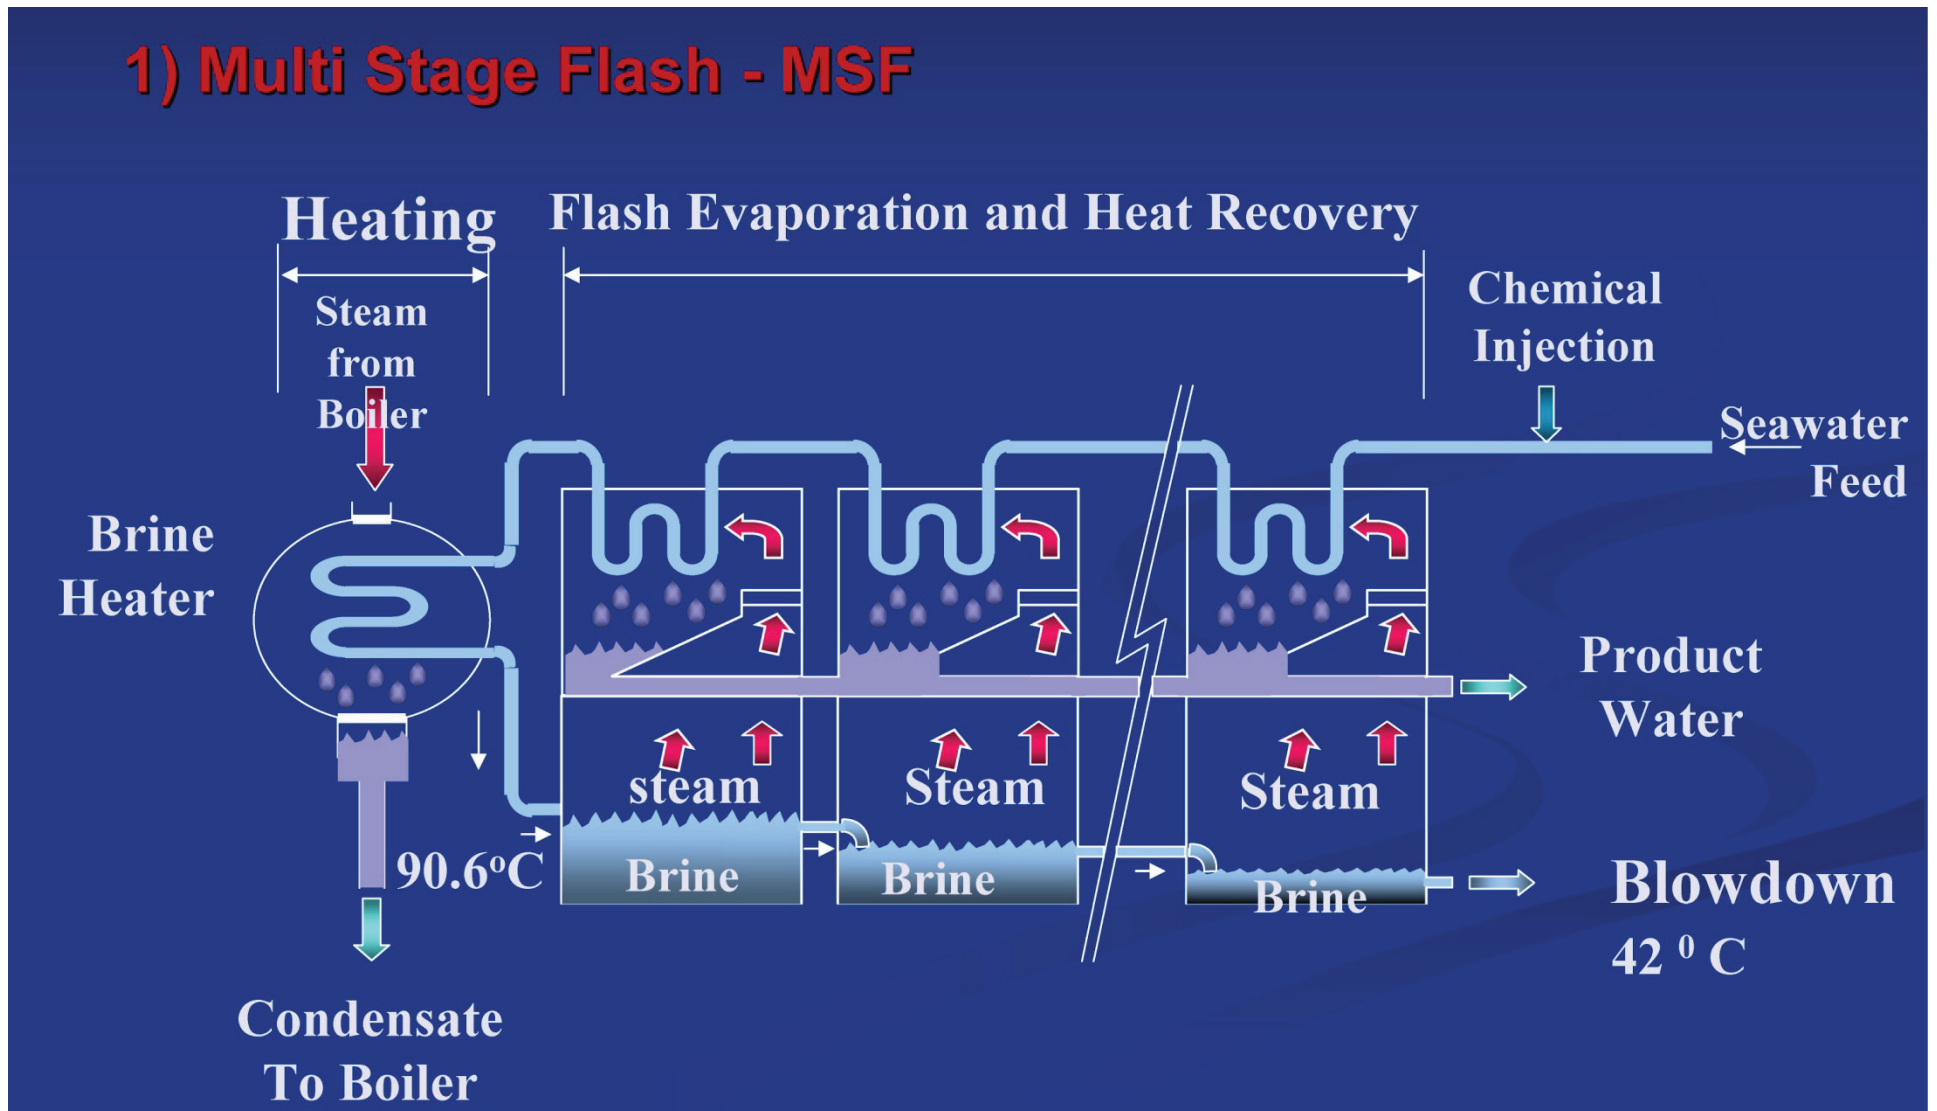 1) Multi Stage Flash - MSF
Heating
Flash Evaporation and Heat Recovery
Steam
from
Boiler
Chemical
Injection
Seawater
Feed
Brine
Heater
Product
Water
steam
Steam
Steam
90.6°C
Brine
Brine
Brine
Blowdown
42 ⁰ C
Condensate
To Boiler